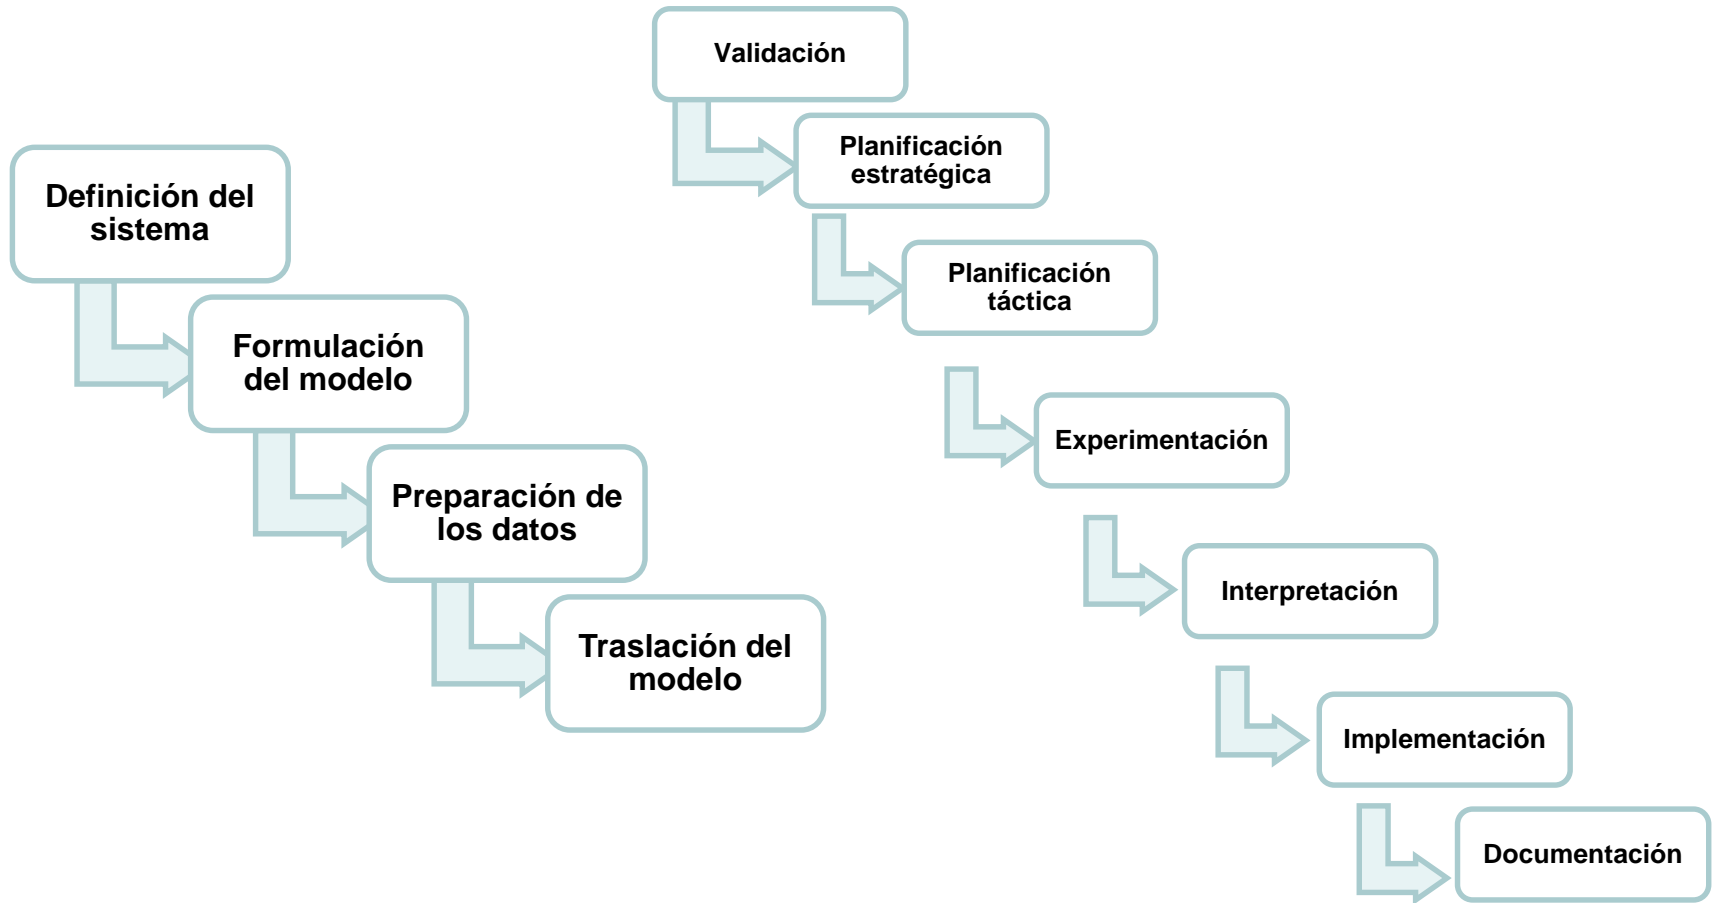 Definición del
sistema
Formulación
del modelo
Preparación de
los datos
Traslación del
modelo
Validación
Planificación
estratégica
Planificación
táctica
Experimentación
Interpretación
Implementación
Documentación